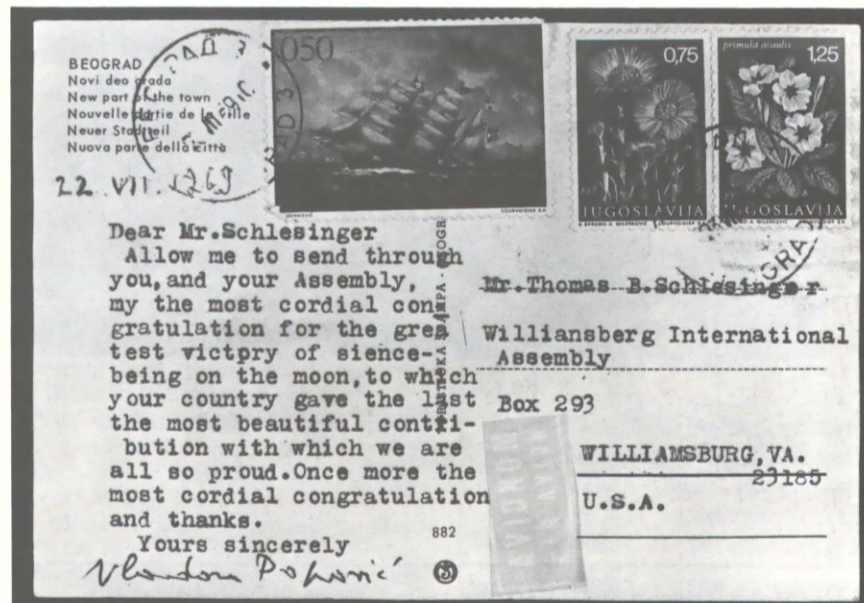 BEOGRAD
Novi deo grada
New part of the town
Nouvelle partie de la ville
Neuer Stadtteil
Nuova parte della città
22 VII. 1969
050
0,75
JUGOSLAVIJA
primula acaulis
1,25
JUGOSLAVIJA
Dear Mr.Schlesinger
Allow me to send through
you,and your Assembly,
my the most cordial con-
gratulation for the grea
test victory of sience-
being on the moon,to which
your country gave the last
the most beautiful contri-
bution with which we are
all so proud.Once more the
most cordial congratulation
and thanks.
Yours sincerely
Popović
882
Mr.Thomas B.Schlesinger
Williansberg International
Assembly
Box 293
WILLIAMSBURG,VA.
23185
U.S.A.